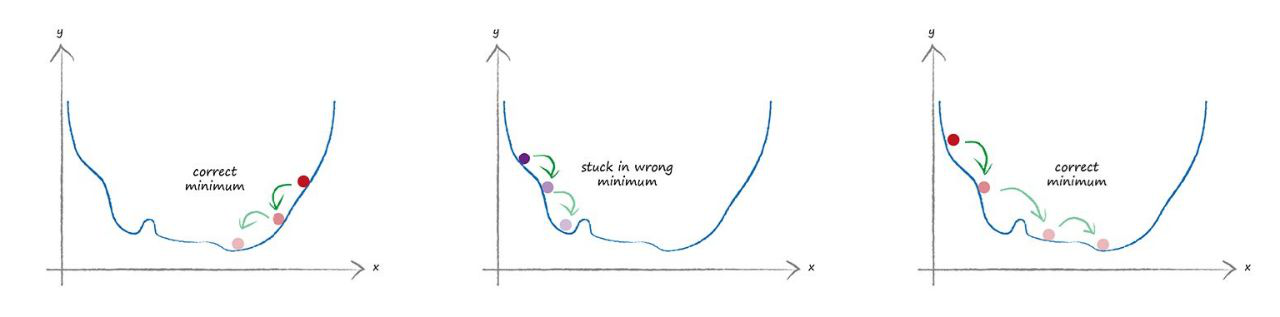 y
correct
minimum
x
y
stuck in wrong
minimum
x
y
correct
minimum
x